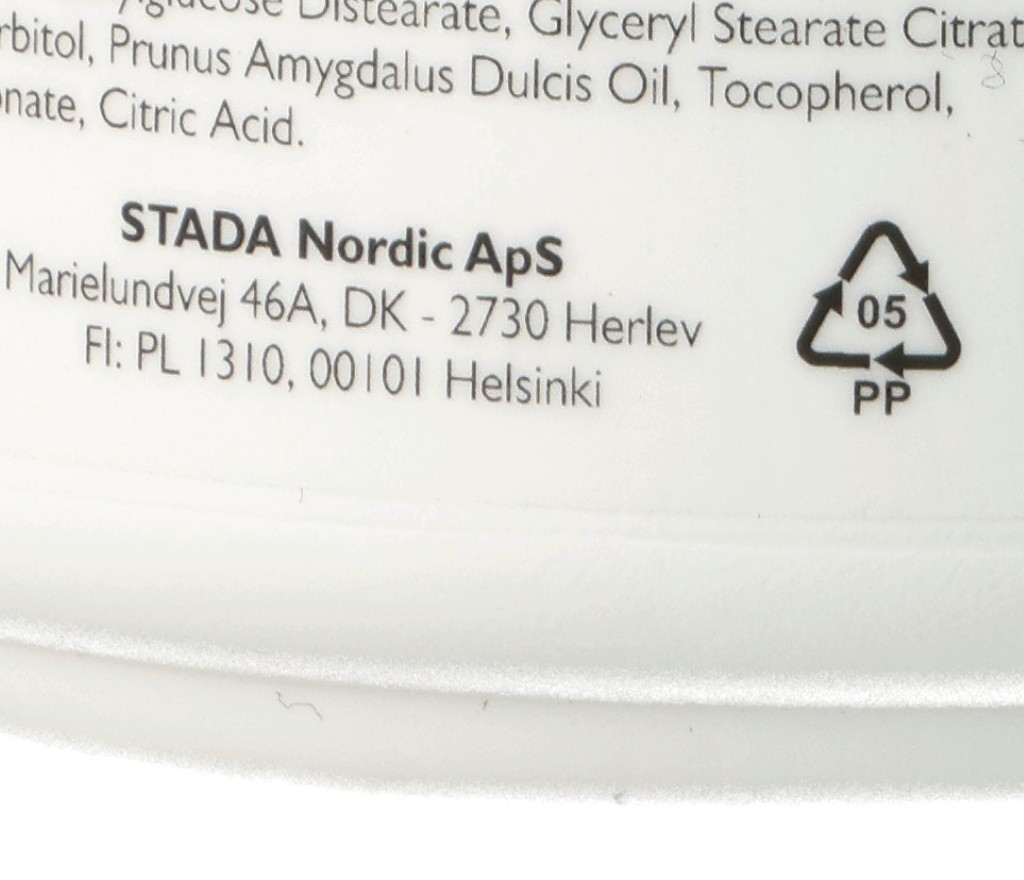 Distearate, Glyceryl Stearate Citrat
rbitol, Prunus Amygdalus Dulcis Oil, Tocopherol,
nate, Citric Acid.
STADA Nordic ApS
Marielundvej 46A, DK - 2730 Herlev
FI: PL 1310, 00101 Helsinki
05
PP